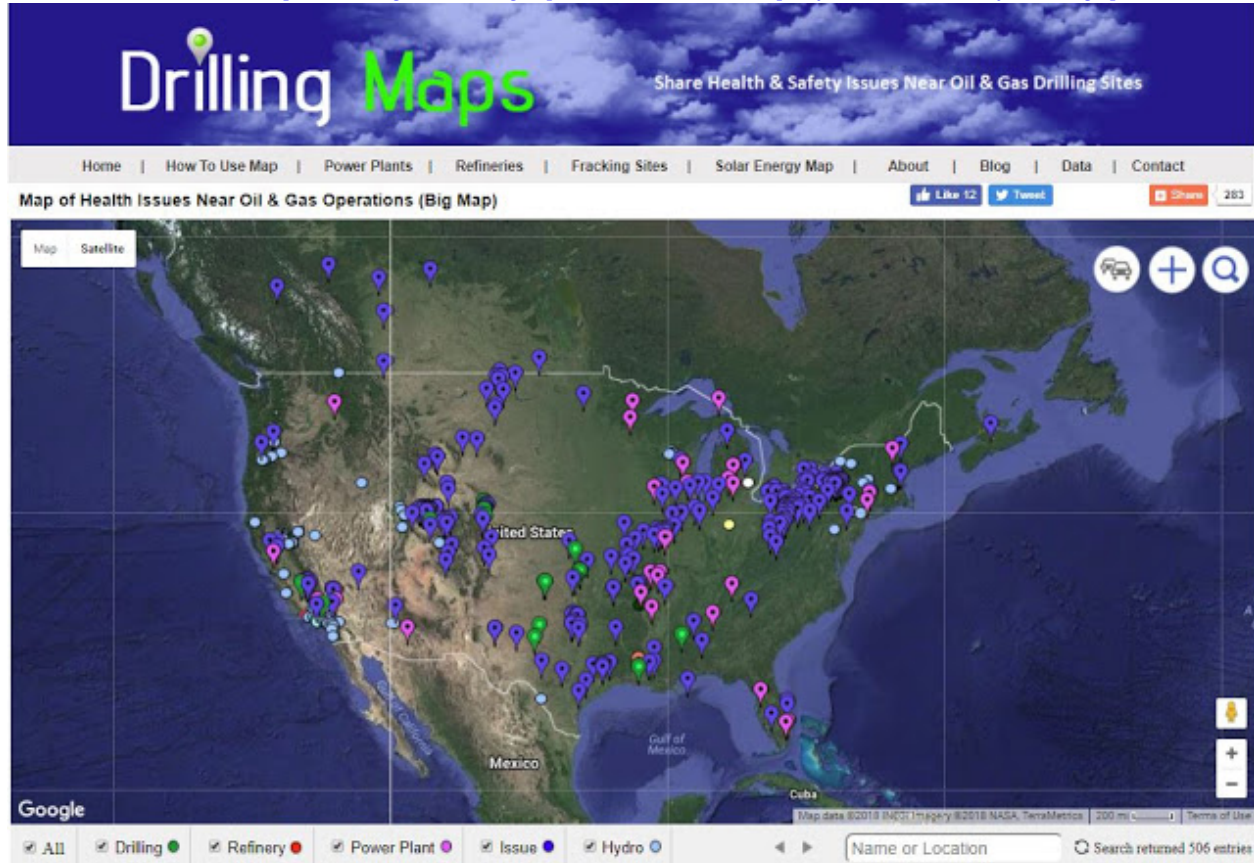 Drilling Maps
Share Health & Safety Issues Near Oil & Gas Drilling Sites
Home | How To Use Map | Power Plants | Refineries | Fracking Sites | Solar Energy Map | About | Blog | Data | Contact
Map of Health Issues Near Oil & Gas Operations (Big Map)
Like 12
Tweet
Share
283
Map
Satellite
United States
Gulf of California
Gulf of Mexico
Mexico
Cuba
Google
Map data ©2018 INEGI Imagery ©2018 NASA, TerraMetrics
200 mi
Terms of Use
All
Drilling
Refinery
Power Plant
Issue
Hydro
Name or Location
Search returned 506 entries